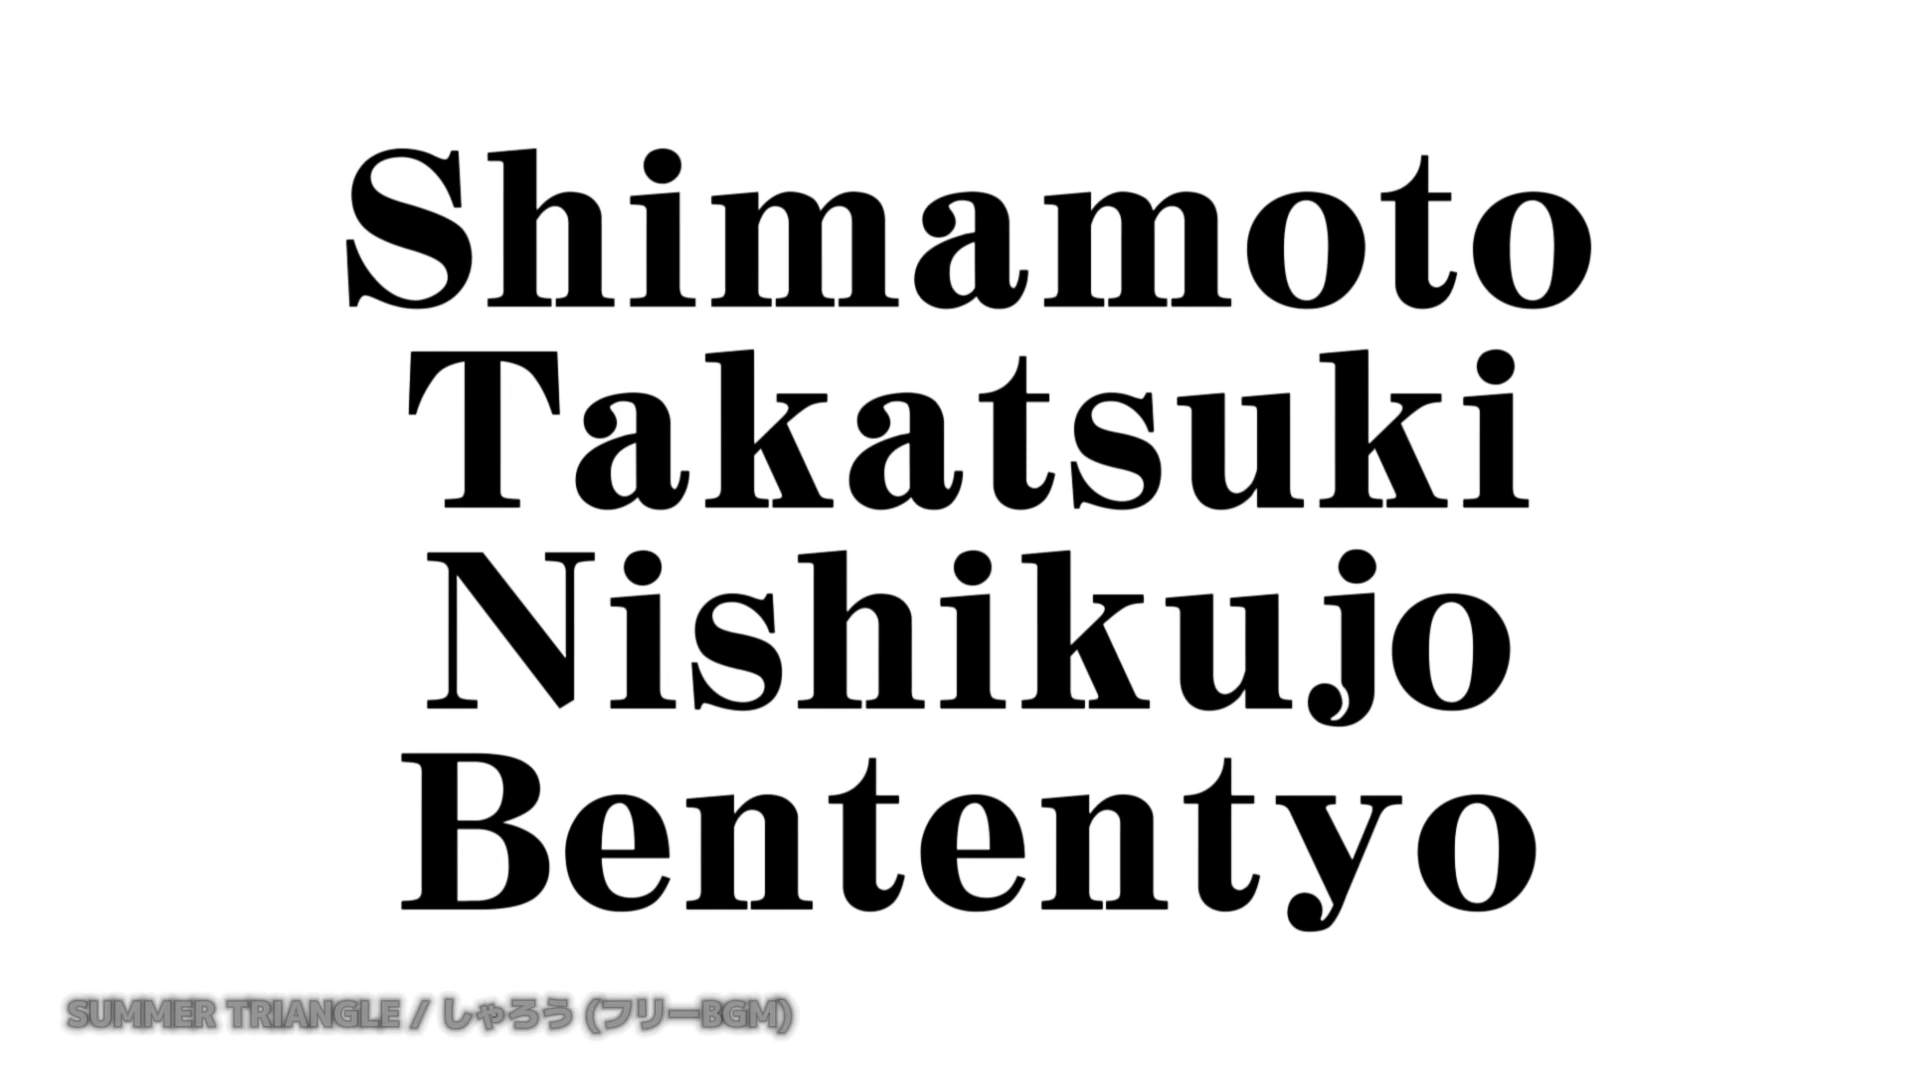 Shimamoto
Takatsuki
Nishikujo
Bententyo
SUMMER TRIANGLE / しゃろう (フリーBGM)